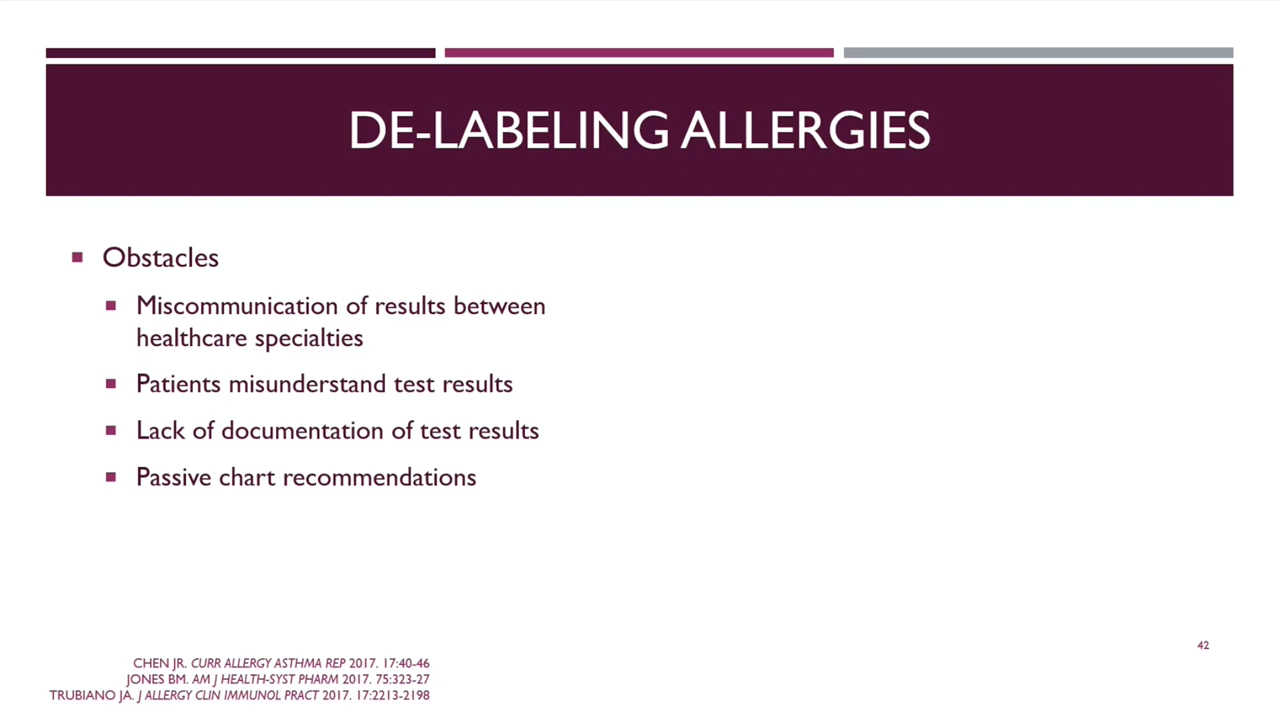 DE-LABELING ALLERGIES
Obstacles
Miscommunication of results between
healthcare specialties
Patients misunderstand test results
Lack of documentation of test results
Passive chart recommendations
42
CHEN JR. CURR ALLERGY ASTHMA REP 2017. 17:40-46
JONES BM. AM J HEALTH-SYST PHARM 2017. 75:323-27
TRUBIANO JA. J ALLERGY CLIN IMMUNOL PRACT 2017. 17:2213-2198